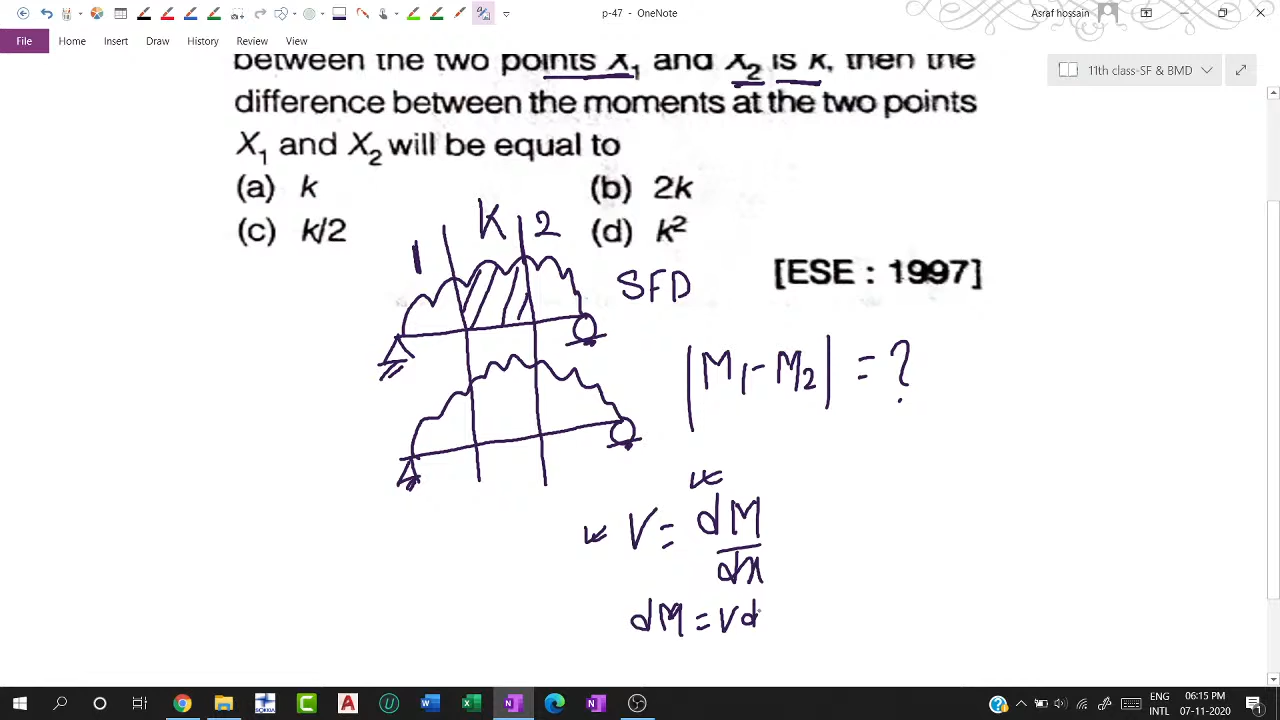 p-47 - OneNote
Asraf hossain
File Home Insert Draw History Review View
11th class SF & B
between the two points X₁ and X₂ is k, then the
difference between the moments at the two points
X₁ and X₂ will be equal to
(a) k (b) 2k
(c) k/2 (d) k²
[ESE : 1997]
1 K 2
SFD
|M₁-M₂| = ?
V = dM/dx
dM = Vd
ENG 06:15 PM
INTL 07-11-2020